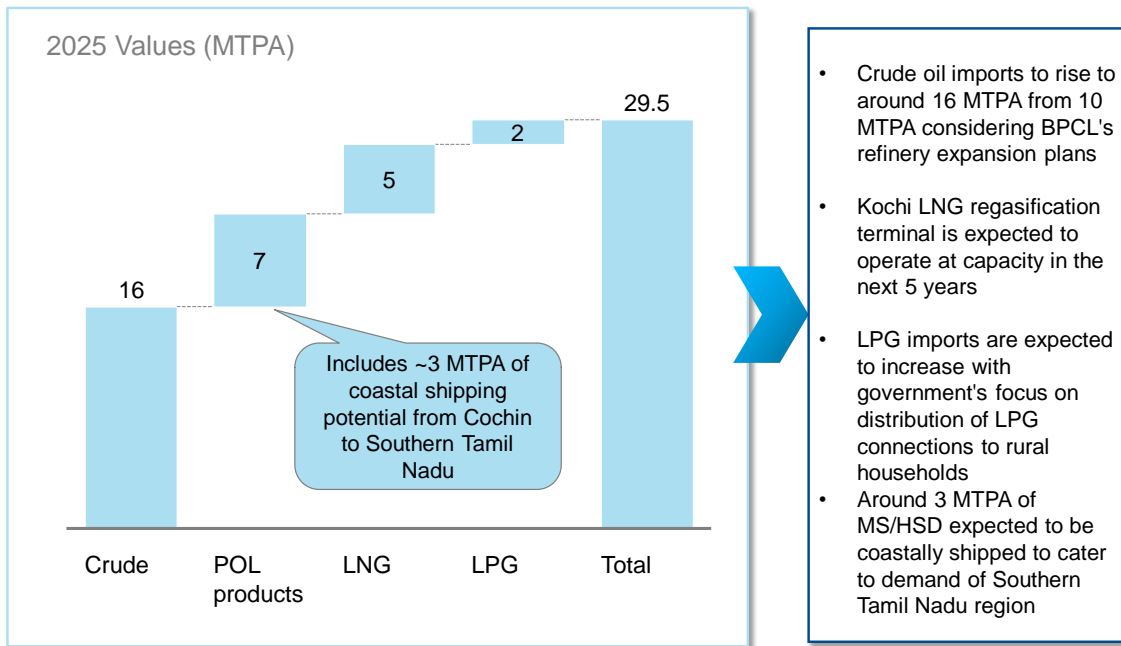 2025 Values (MTPA)
29.5
2
5
7
16
Includes ~3 MTPA of
coastal shipping
potential from Cochin
to Southern Tamil
Nadu
Crude
POL
products
LNG
LPG
Total
• Crude oil imports to rise to
around 16 MTPA from 10
MTPA considering BPCL's
refinery expansion plans
• Kochi LNG regasification
terminal is expected to
operate at capacity in the
next 5 years
• LPG imports are expected
to increase with
government's focus on
distribution of LPG
connections to rural
households
• Around 3 MTPA of
MS/HSD expected to be
coastally shipped to cater
to demand of Southern
Tamil Nadu region